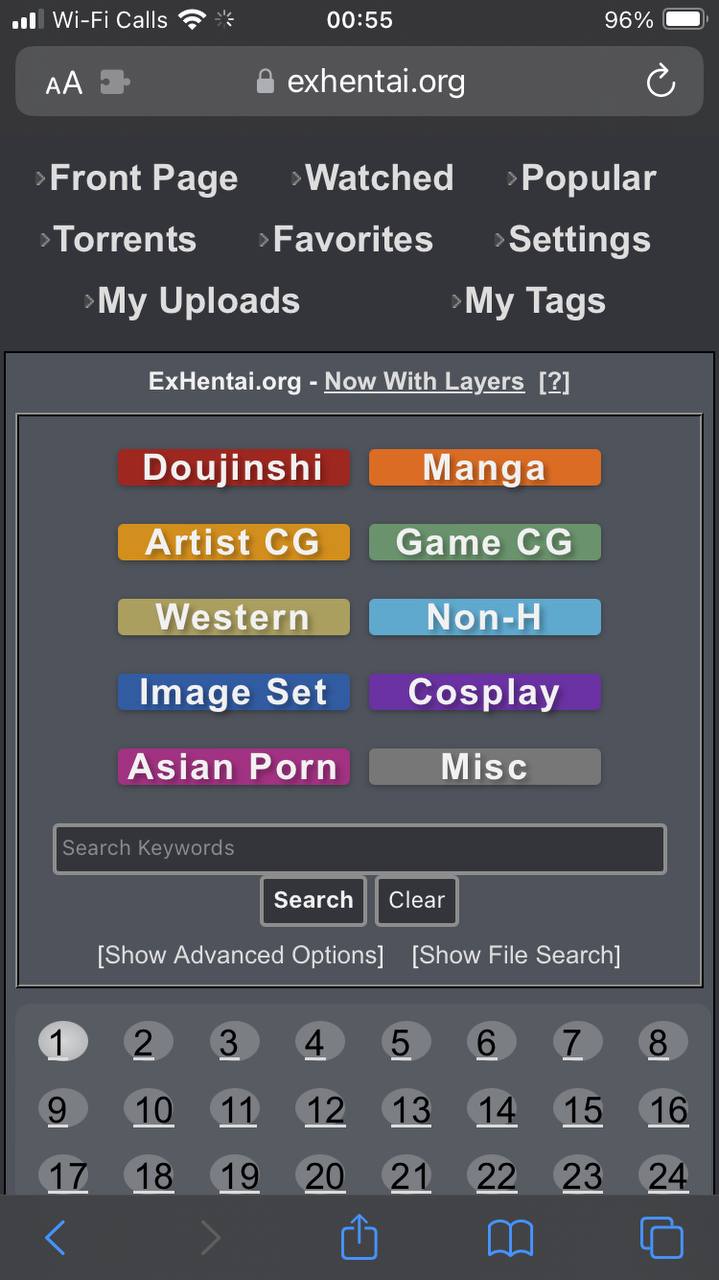 Wi-Fi Calls 00:55 96%
AA exhentai.org
Front Page Watched Popular
Torrents Favorites Settings
My Uploads My Tags
ExHentai.org - Now With Layers [?]
Doujinshi Manga
Artist CG Game CG
Western Non-H
Image Set Cosplay
Asian Porn Misc
Search Keywords
Search Clear
[Show Advanced Options] [Show File Search]
1 2 3 4 5 6 7 8
9 10 11 12 13 14 15 16
17 18 19 20 21 22 23 24